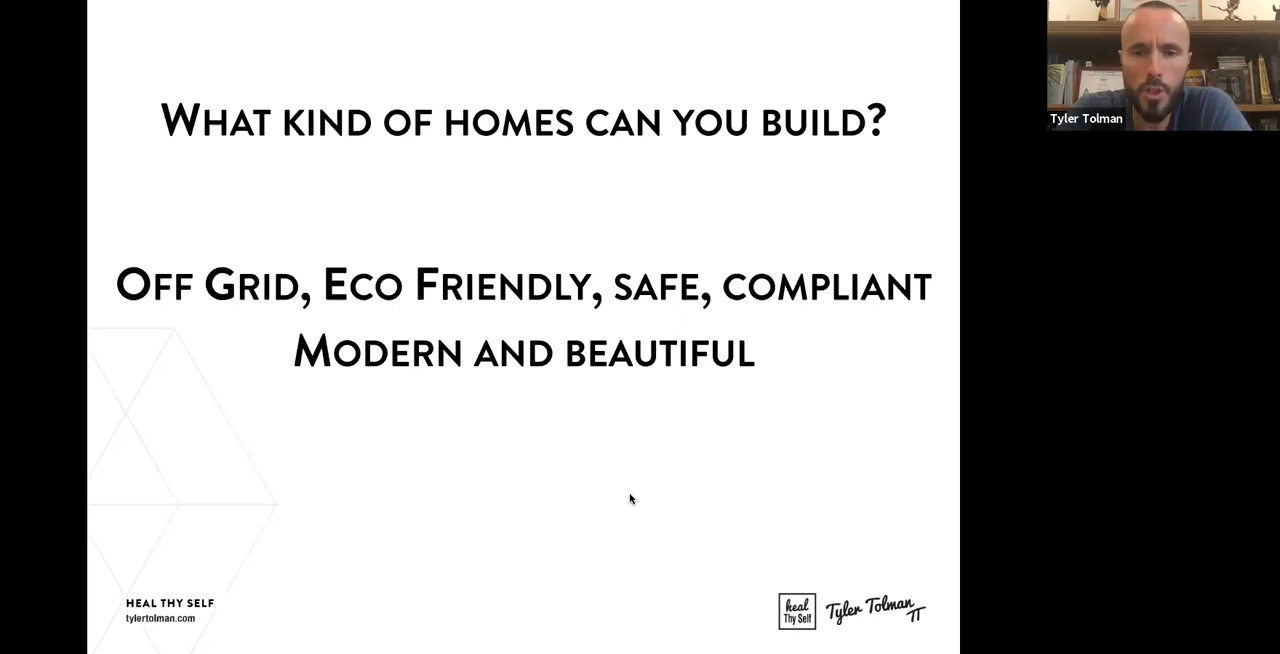 What kind of homes can you build?
Off Grid, Eco Friendly, safe, compliant
Modern and beautiful
HEAL THY SELF
tylertolman.com
heal
Thy Self
Tyler Tolman
TT
Tyler Tolman